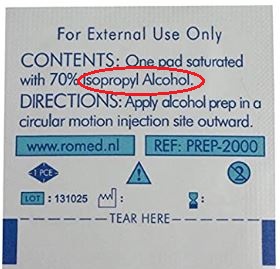 For External Use Only
CONTENTS: One pad saturated
with 70% Isopropyl Alcohol.
DIRECTIONS: Apply alcohol prep in a
circular motion injection site outward.
www.romed.nl REF: PREP-2000
1 PCE 2
LOT : 131025 : :
TEAR HERE